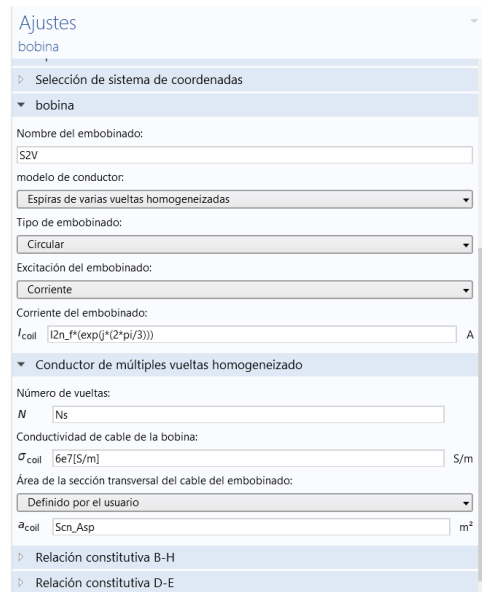 Ajustes
bobina
Selección de sistema de coordenadas
bobina
Nombre del embobinado:
S2V
modelo de conductor:
Espiras de varias vueltas homogeneizadas
Tipo de embobinado:
Circular
Excitación del embobinado:
Corriente
Corriente del embobinado:
Icoil I2n_f*(exp(j*(2*pi/3))) A
Conductor de múltiples vueltas homogeneizado
Número de vueltas:
N Ns
Conductividad de cable de la bobina:
σcoil 6e7[S/m] S/m
Área de la sección transversal del cable del embobinado:
Definido por el usuario
acoil Scn_Asp m²
Relación constitutiva B-H
Relación constitutiva D-E